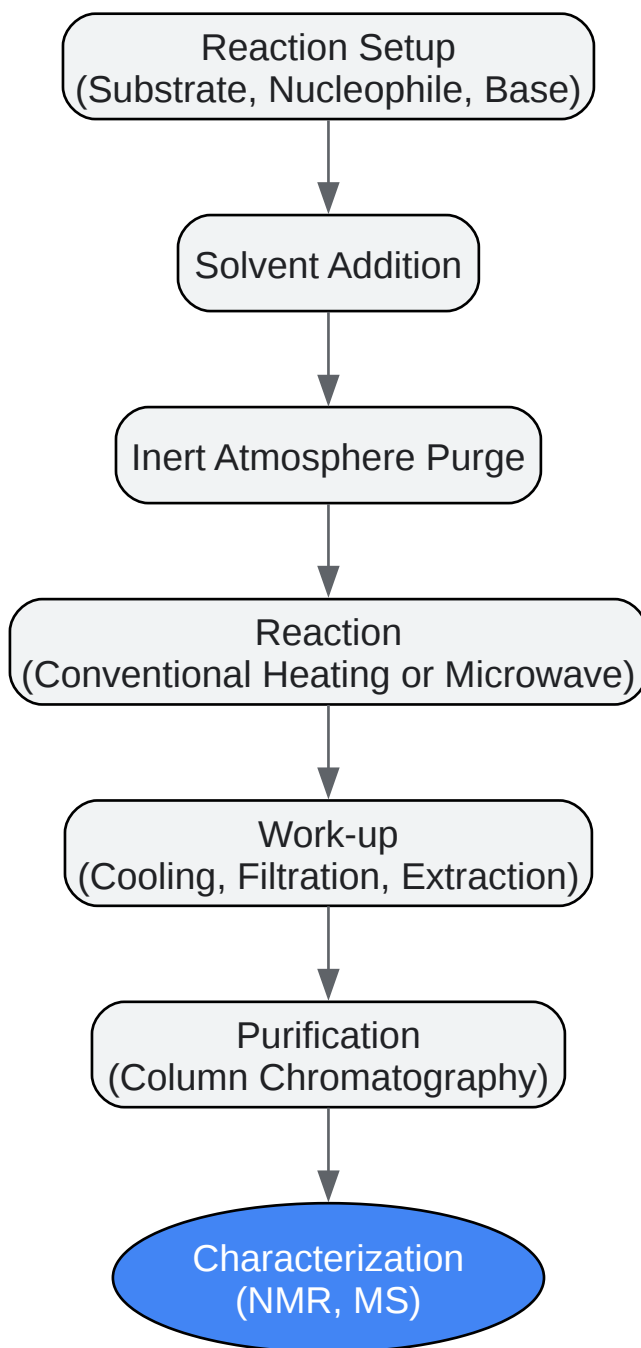 Reaction Setup
(Substrate, Nucleophile, Base)
Solvent Addition
Inert Atmosphere Purge
Reaction
(Conventional Heating or Microwave)
Work-up
(Cooling, Filtration, Extraction)
Purification
(Column Chromatography)
Characterization
(NMR, MS)